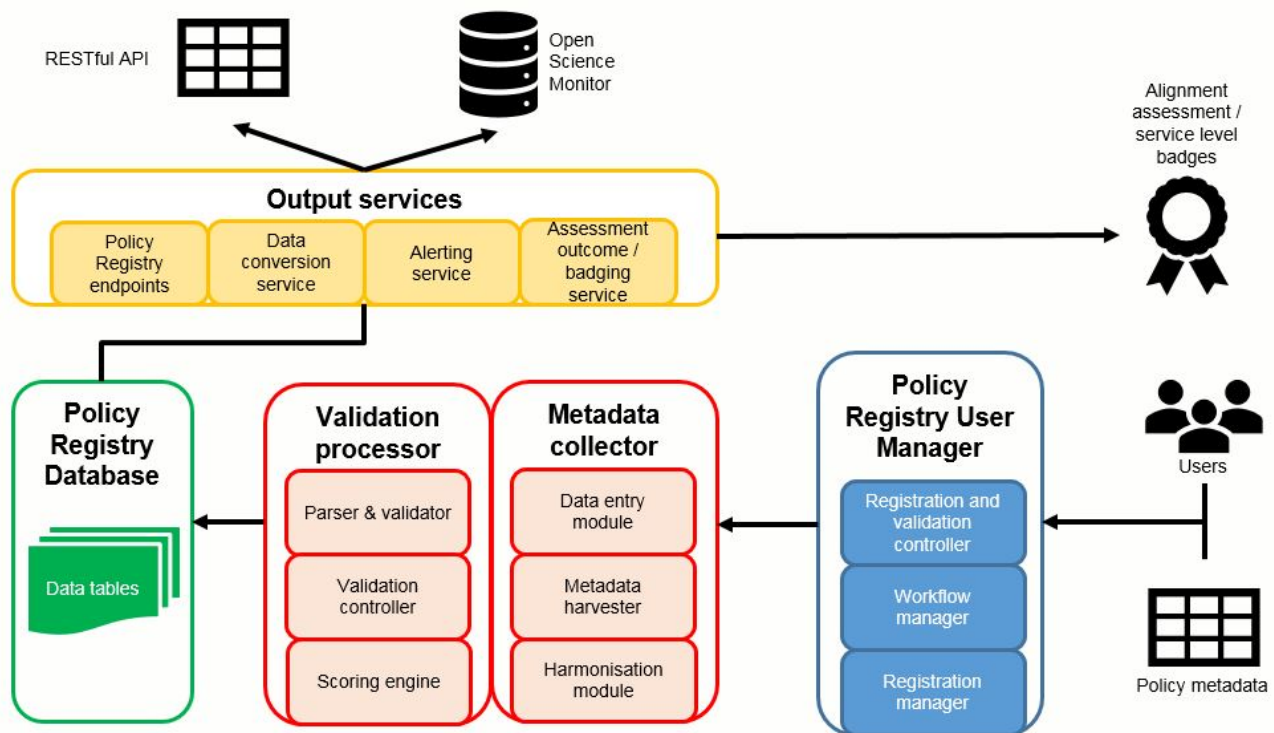 RESTful API
Open
Science
Monitor
Alignment
assessment /
service level
badges
Output services
Policy
Registry
endpoints
Data
conversion
service
Alerting
service
Assessment
outcome /
badging
service
Policy
Registry
Database
Data tables
Validation
processor
Parser & validator
Validation
controller
Scoring engine
Metadata
collector
Data entry
module
Metadata
harvester
Harmonisation
module
Policy
Registry User
Manager
Registration and
validation
controller
Workflow
manager
Registration
manager
Users
Policy metadata